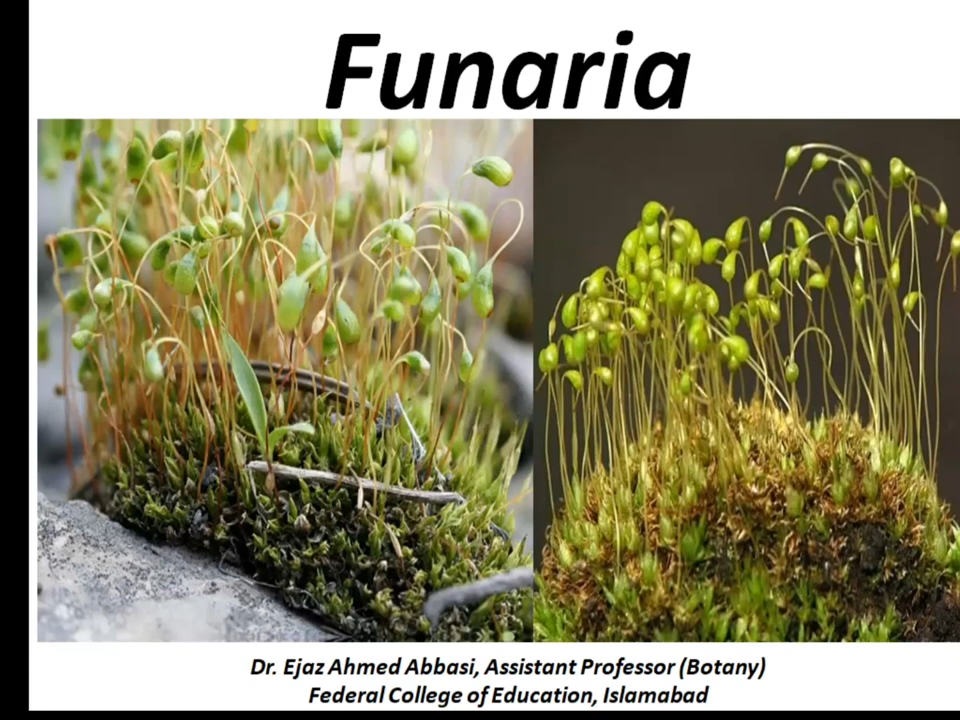 Funaria
Dr. Ejaz Ahmed Abbasi, Assistant Professor (Botany)
Federal College of Education, Islamabad